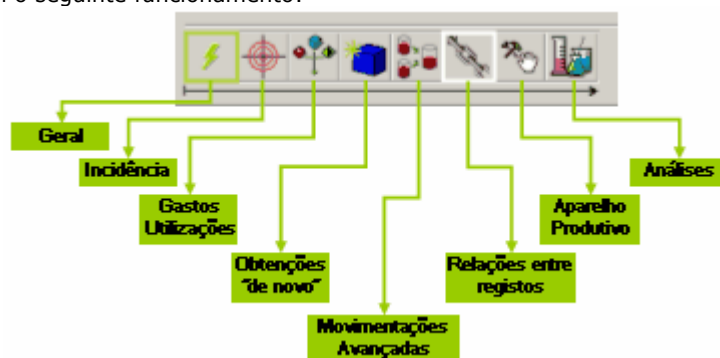 o seguinte funcionamento:
Geral
Incidência
Análises
Gastos
Utilizações
Aparelho
Produtivo
Obtenções
"de novo"
Relações entre
registos
Movimentações
Avançadas